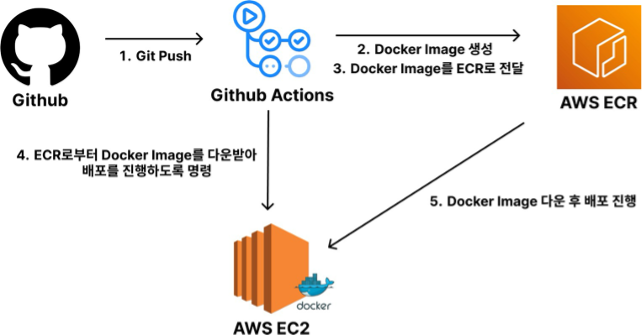 1. Git Push
2. Docker Image 생성
3. Docker Image를 ECR로 전달
Github
Github Actions
AWS ECR
4. ECR로부터 Docker Image를 다운받아
배포를 진행하도록 명령
5. Docker Image 다운 후 배포 진행
docker
AWS EC2